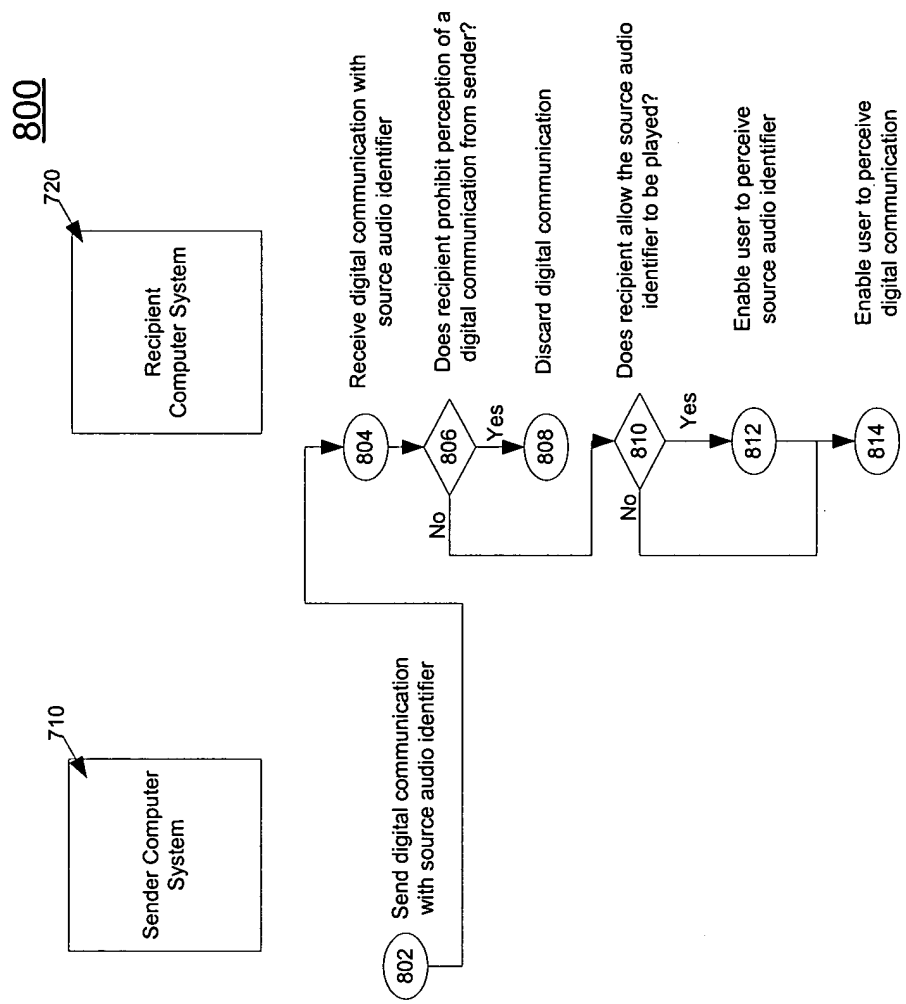 800
710
Sender Computer
System
720
Recipient
Computer System
802
Send digital communication
with source audio identifier
804
Receive digital communication with
source audio identifier
806
Does recipient prohibit perception of a
digital communication from sender?
No
Yes
808
Discard digital communication
810
Does recipient allow the source audio
identifier to be played?
No
Yes
812
Enable user to perceive
source audio identifier
814
Enable user to perceive
digital communication